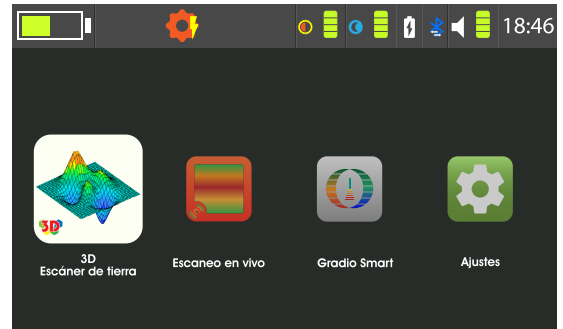 18:46
3D
3D
Escáner de tierra
Escaneo en vivo
Gradio Smart
Ajustes